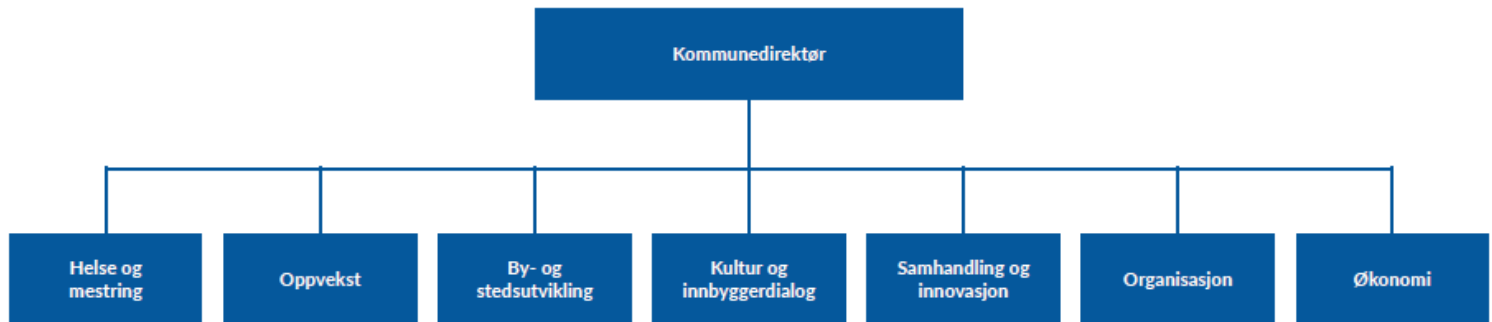 Kommunedirektør
Helse og
mestring
Oppvekst
By- og
stedsutvikling
Kultur og
innbyggerdialog
Samhandling og
innovasjon
Organisasjon
Økonomi